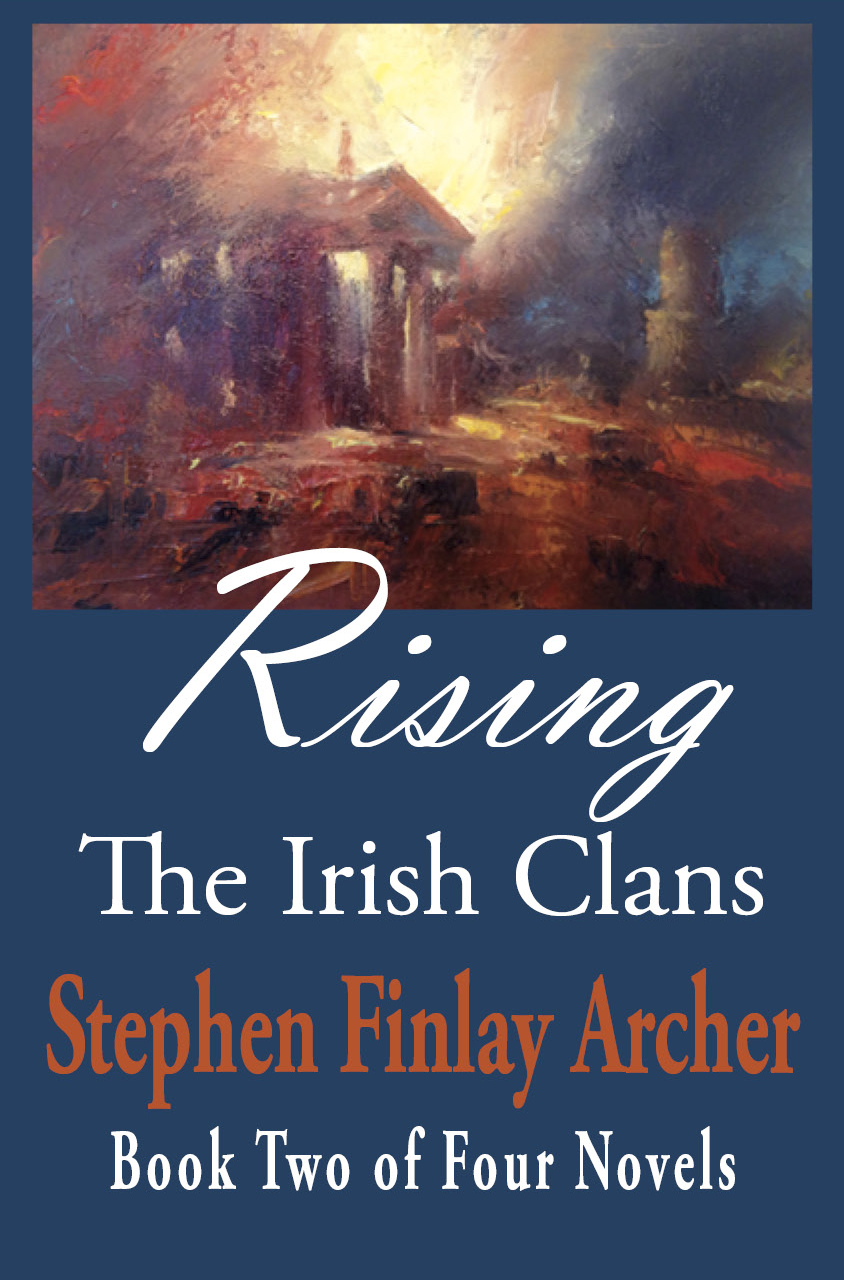 Rising
The Irish Clans
Stephen Finlay Archer
Book Two of Four Novels